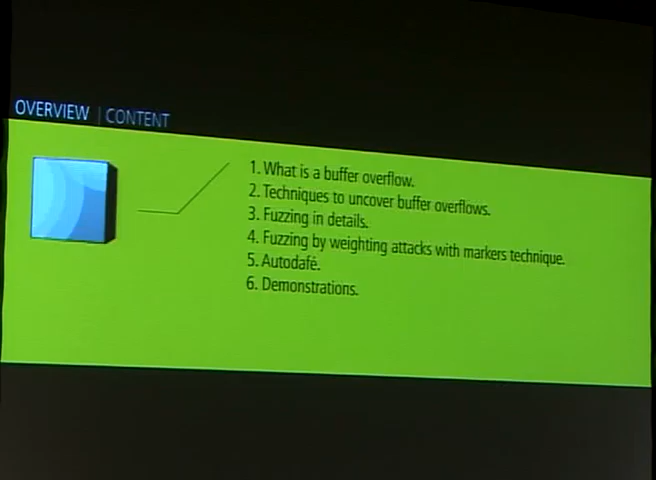 OVERVIEW | CONTENT
1. What is a buffer overflow.
2. Techniques to uncover buffer overflows.
3. Fuzzing in details.
4. Fuzzing by weighting attacks with markers technique.
5. Autodafé.
6. Demonstrations.